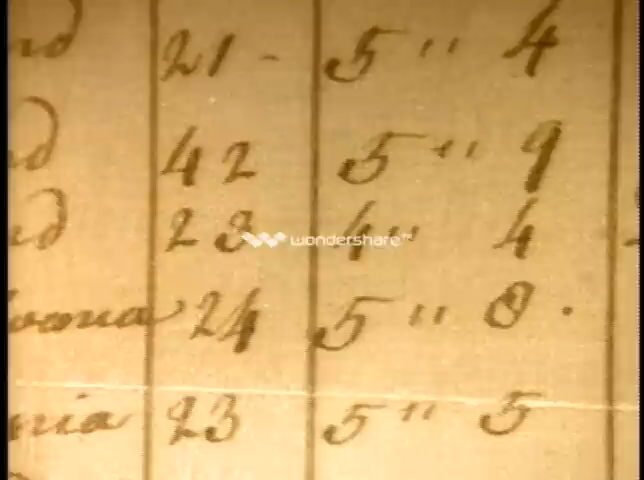 21 - 5 " 4
42 5 " 9
23 4 " 4
wondershare
24 5 " 8.
23 5 " 5